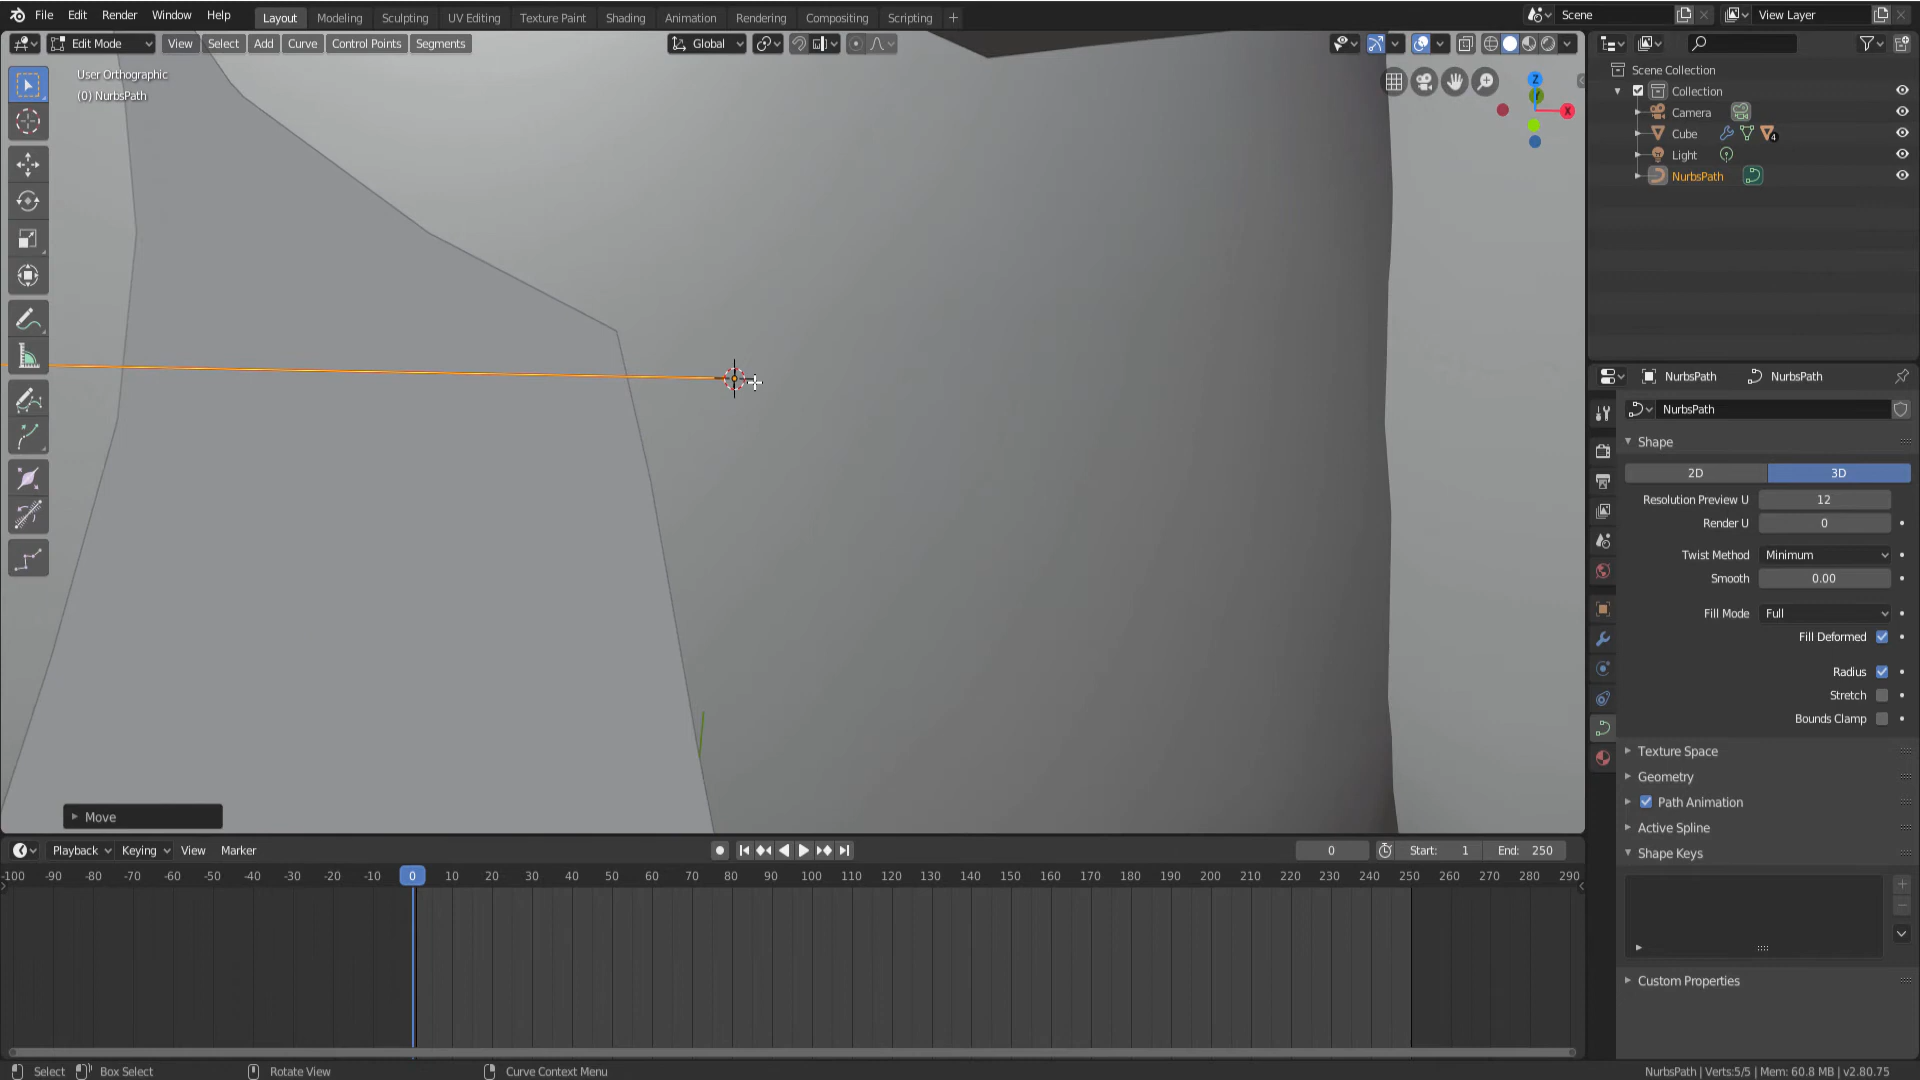 File Edit Render Window Help Layout Modeling Sculpting UV Editing Texture Paint Shading Animation Rendering Compositing Scripting + Scene View Layer
Edit Mode View Select Add Curve Control Points Segments Global
User Orthographic
(0) NurbsPath
Z
Y
X
Scene Collection
Collection
Camera
Cube 4
Light
NurbsPath
NurbsPath NurbsPath
NurbsPath
Shape
2D 3D
Resolution Preview U 12
Render U 0
Twist Method Minimum
Smooth 0.00
Fill Mode Full
Fill Deformed
Radius
Stretch
Bounds Clamp
Texture Space
Geometry
Path Animation
Active Spline
Shape Keys
Custom Properties
Move
Playback Keying View Marker 0 Start: 1 End: 250
-100 -90 -80 -70 -60 -50 -40 -30 -20 -10 0 10 20 30 40 50 60 70 80 90 100 110 120 130 140 150 160 170 180 190 200 210 220 230 240 250 260 270 280 290
Select Box Select Rotate View Curve Context Menu NurbsPath | Verts:5/5 | Mem: 60.8 MB | v2.80.75